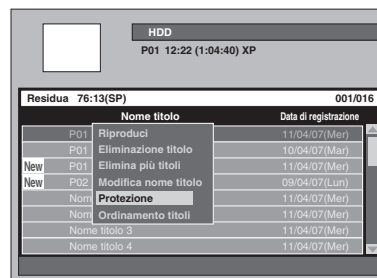 HDD
P01 12:22 (1:04:40) XP
Residua 76:13(SP) 001/016
Nome titolo Data di registrazione
P01 Riproduci 11/04/07(Mer)
P01 Eliminazione titolo 10/04/07(Mar)
New P01 Elimina più titoli 11/04/07(Mer)
New P02 Modifica nome titolo 09/04/07(Lun)
Nom Protezione 11/04/07(Mer)
Nom Ordinamento titoli 11/04/07(Mer)
Nome titolo 3 11/04/07(Mer)
Nome titolo 4 11/04/07(Mer)